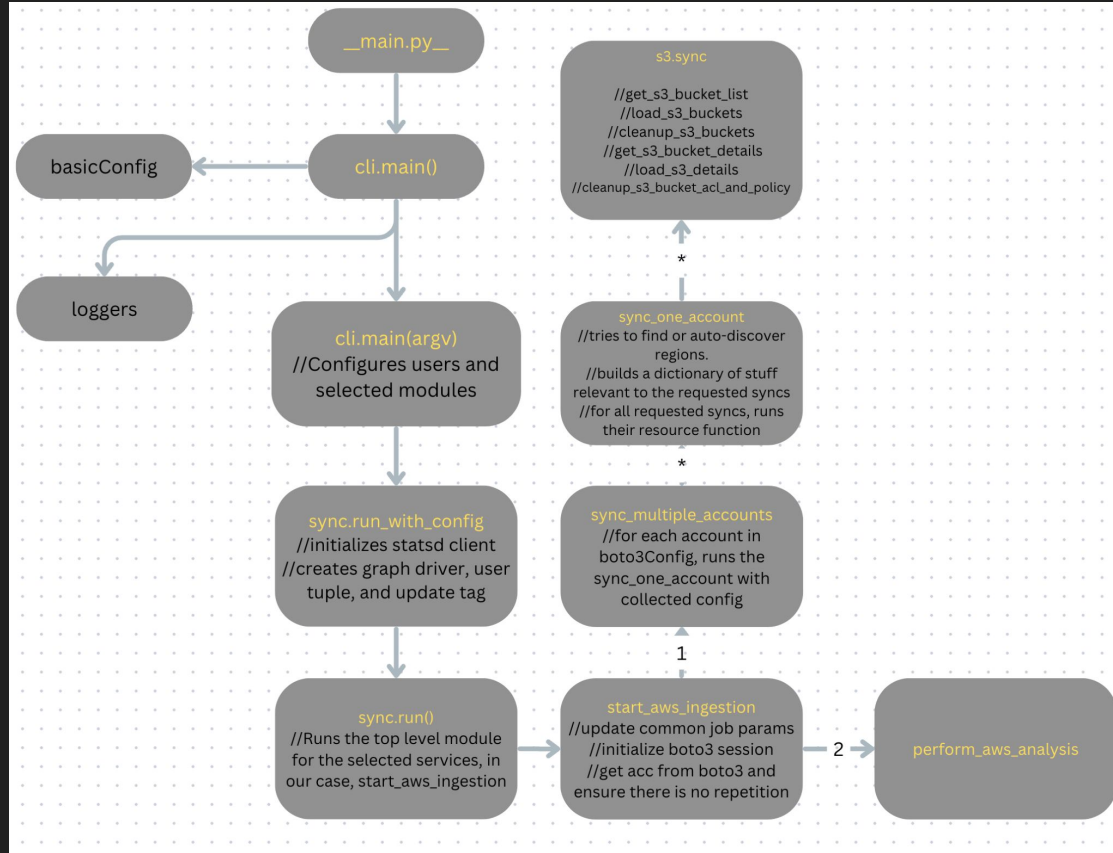 __main.py__
cli.main()
basicConfig
loggers
cli.main(argv)
//Configures users and
selected modules
sync.run_with_config
//initializes statsd client
//creates graph driver, user
tuple, and update tag
sync.run()
//Runs the top level module
for the selected services, in
our case, start_aws_ingestion
start_aws_ingestion
//update common job params
//initialize boto3 session
//get acc from boto3 and
ensure there is no repetition
1
sync_multiple_accounts
//for each account in
boto3Config, runs the
sync_one_account with
collected config
*
sync_one_account
//tries to find or auto-discover
regions.
//builds a dictionary of stuff
relevant to the requested syncs
//for all requested syncs, runs
their resource function
*
s3.sync
//get_s3_bucket_list
//load_s3_buckets
//cleanup_s3_buckets
//get_s3_bucket_details
//load_s3_details
//cleanup_s3_bucket_acl_and_policy
2
perform_aws_analysis